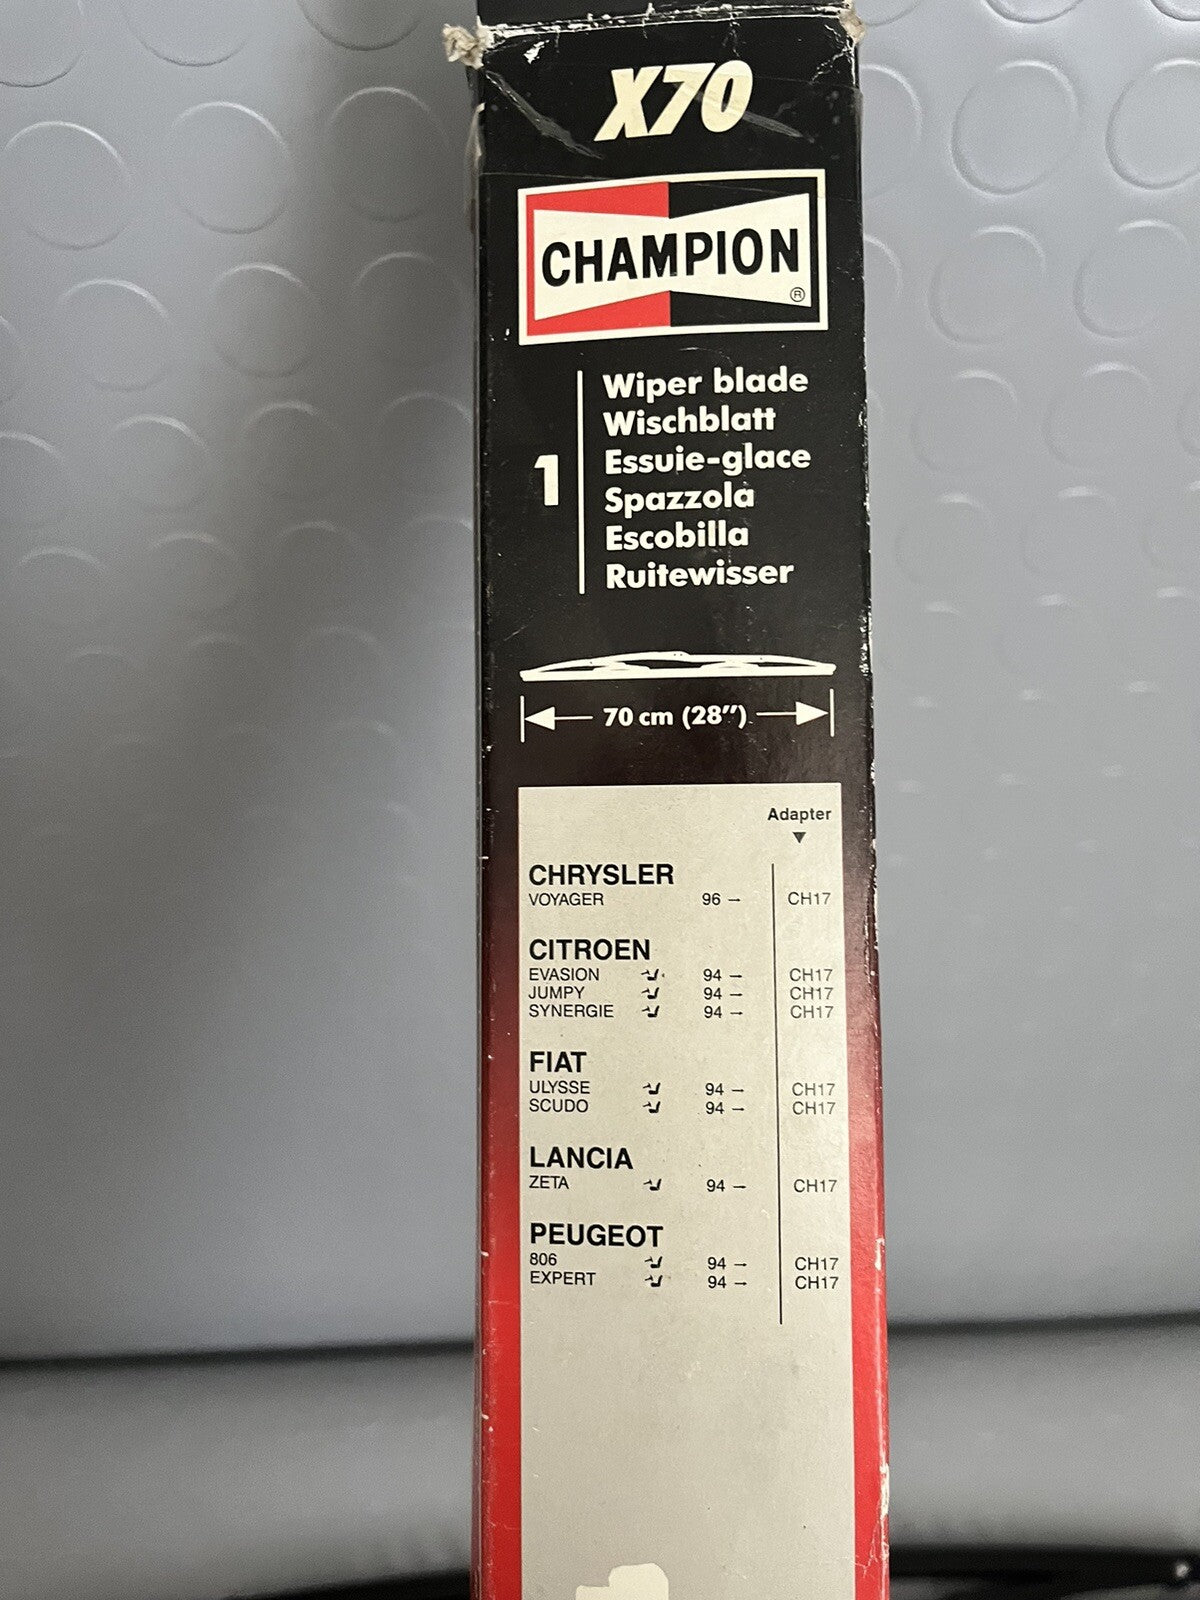 X70
CHAMPION
®
1
Wiper blade
Wischblatt
Essuie-glace
Spazzola
Escobilla
Ruitewisser
70 cm (28″)
Adapter
▼
CHRYSLER
VOYAGER 96 → CH17
CITROEN
EVASION 94 → CH17
JUMPY 94 → CH17
SYNERGIE 94 → CH17
FIAT
ULYSSE 94 → CH17
SCUDO 94 → CH17
LANCIA
ZETA 94 → CH17
PEUGEOT
806 94 → CH17
EXPERT 94 → CH17